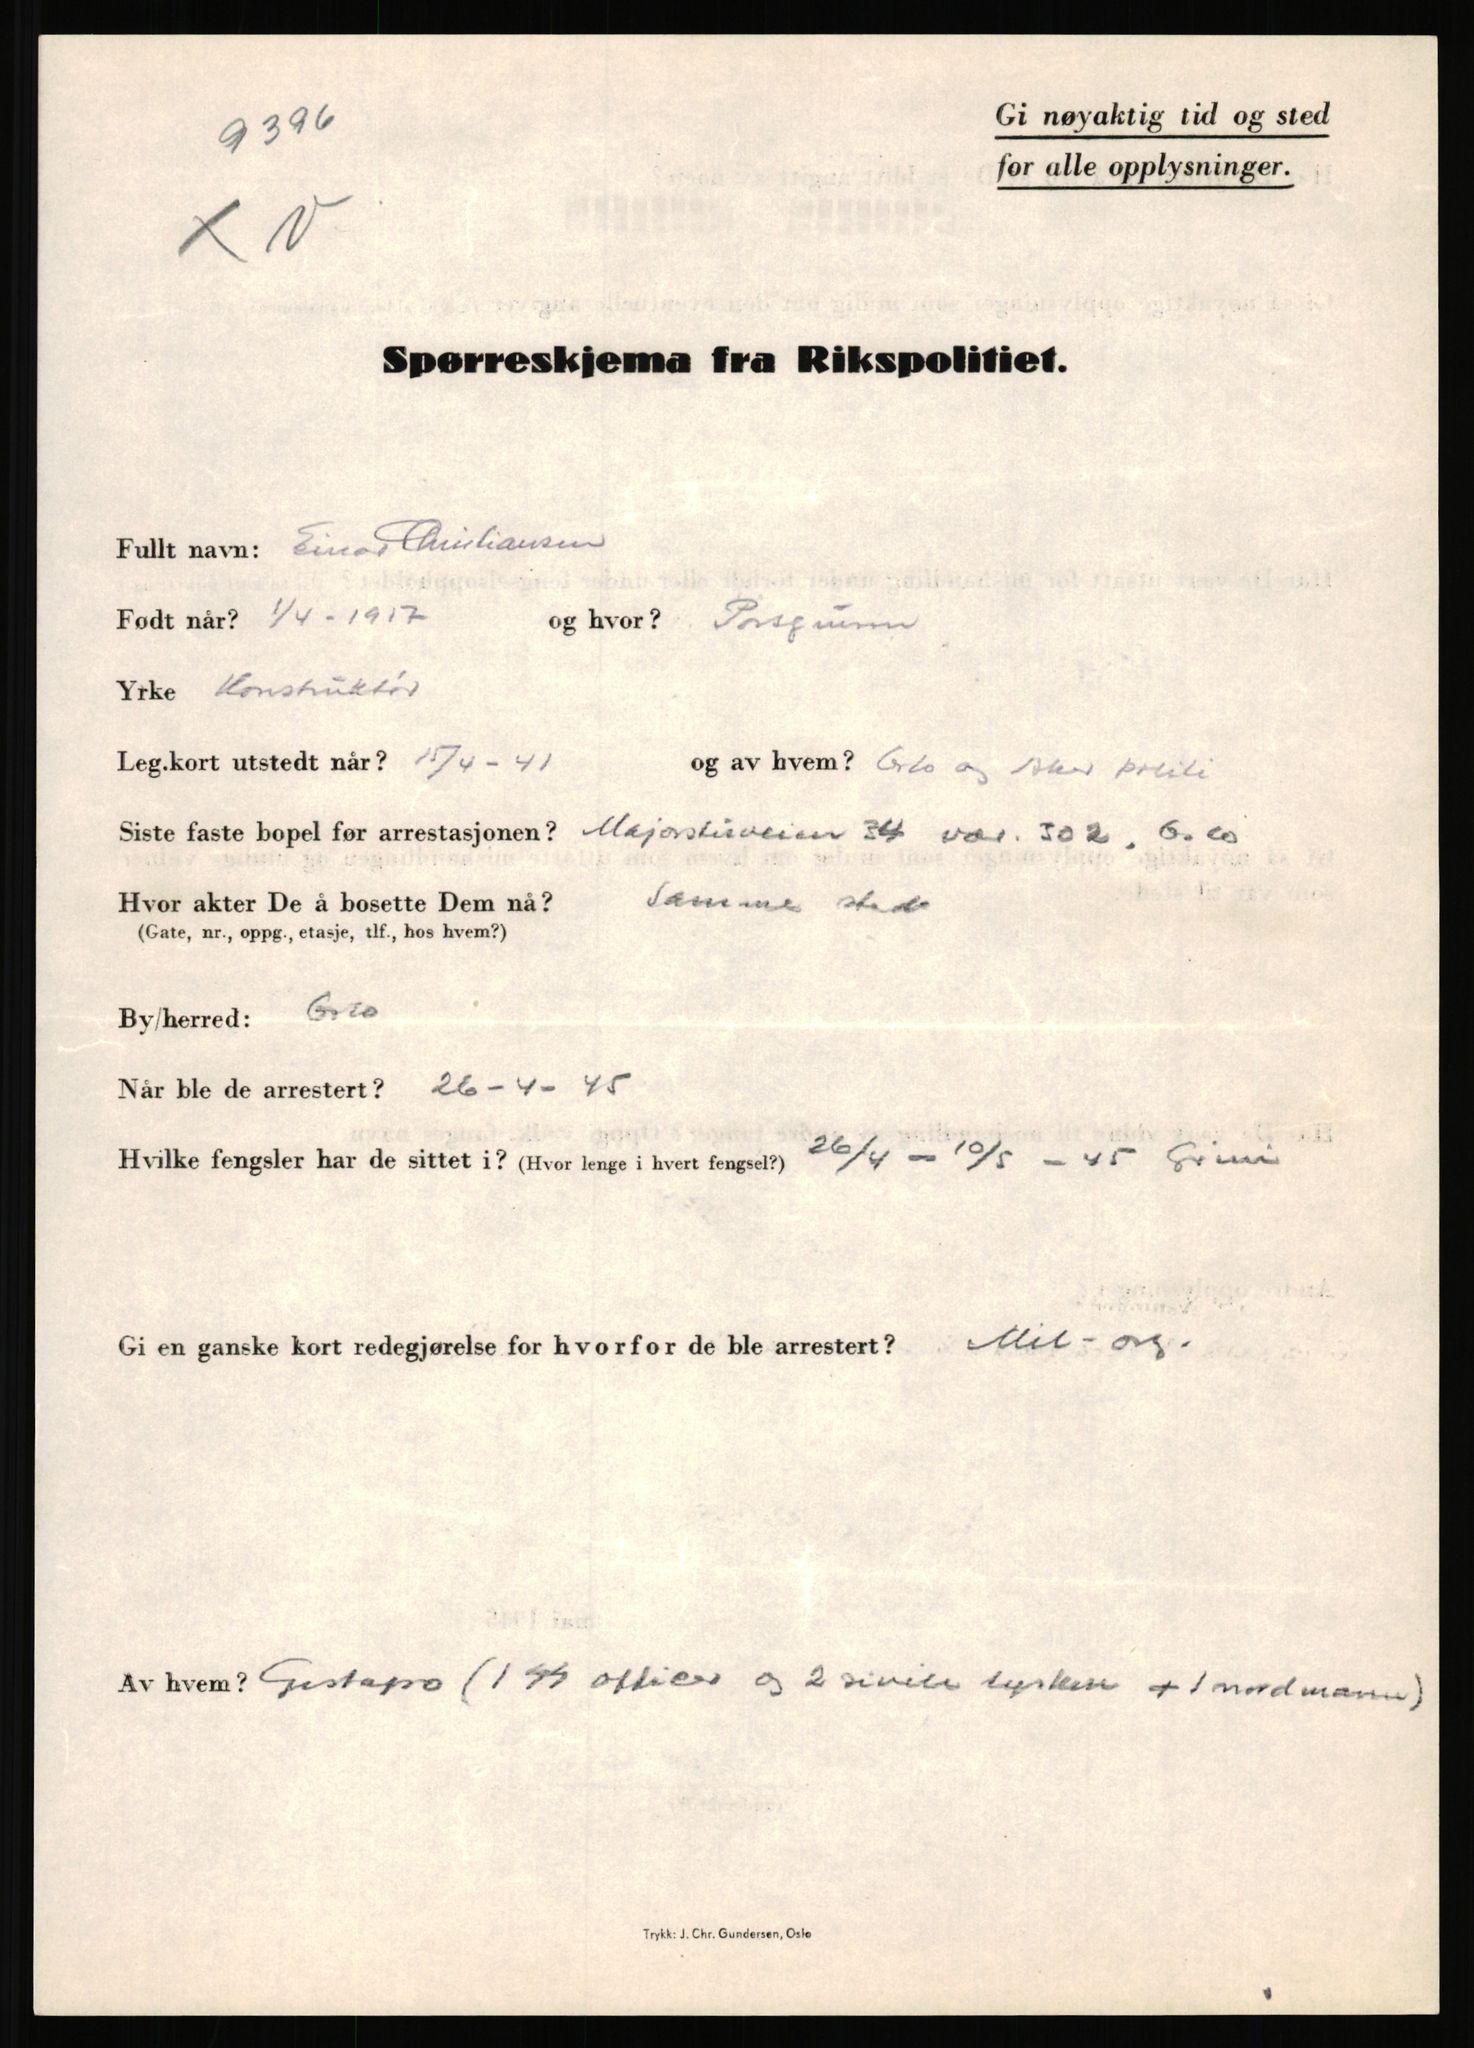 9396
X V
Gi nøyaktig tid og sted
for alle opplysninger.
Spørreskjema fra Rikspolitiet.
Fullt navn: Einar Christiansen
Født når? 1/4 - 1917 og hvor? Porsgrunn
Yrke Konstruktør
Leg.kort utstedt når? 15/4 - 41 og av hvem? Oslo og Aker politi
Siste faste bopel før arrestasjonen? Majorstuveien 34 vær. 302, Oslo
Hvor akter De å bosette Dem nå? Samme sted
(Gate, nr., oppg., etasje, tlf., hos hvem?)
By/herred: Oslo
Når ble de arrestert? 26 - 4 - 45
Hvilke fengsler har de sittet i? (Hvor lenge i hvert fengsel?) 26/4 - 10/5 - 45 Grini
Gi en ganske kort redegjørelse for hvorfor de ble arrestert? Mil-org.
Av hvem? Gestapo (1 SS officer og 2 sivile tyskere + 1 nordmann)
Trykk: J. Chr. Gundersen, Oslo